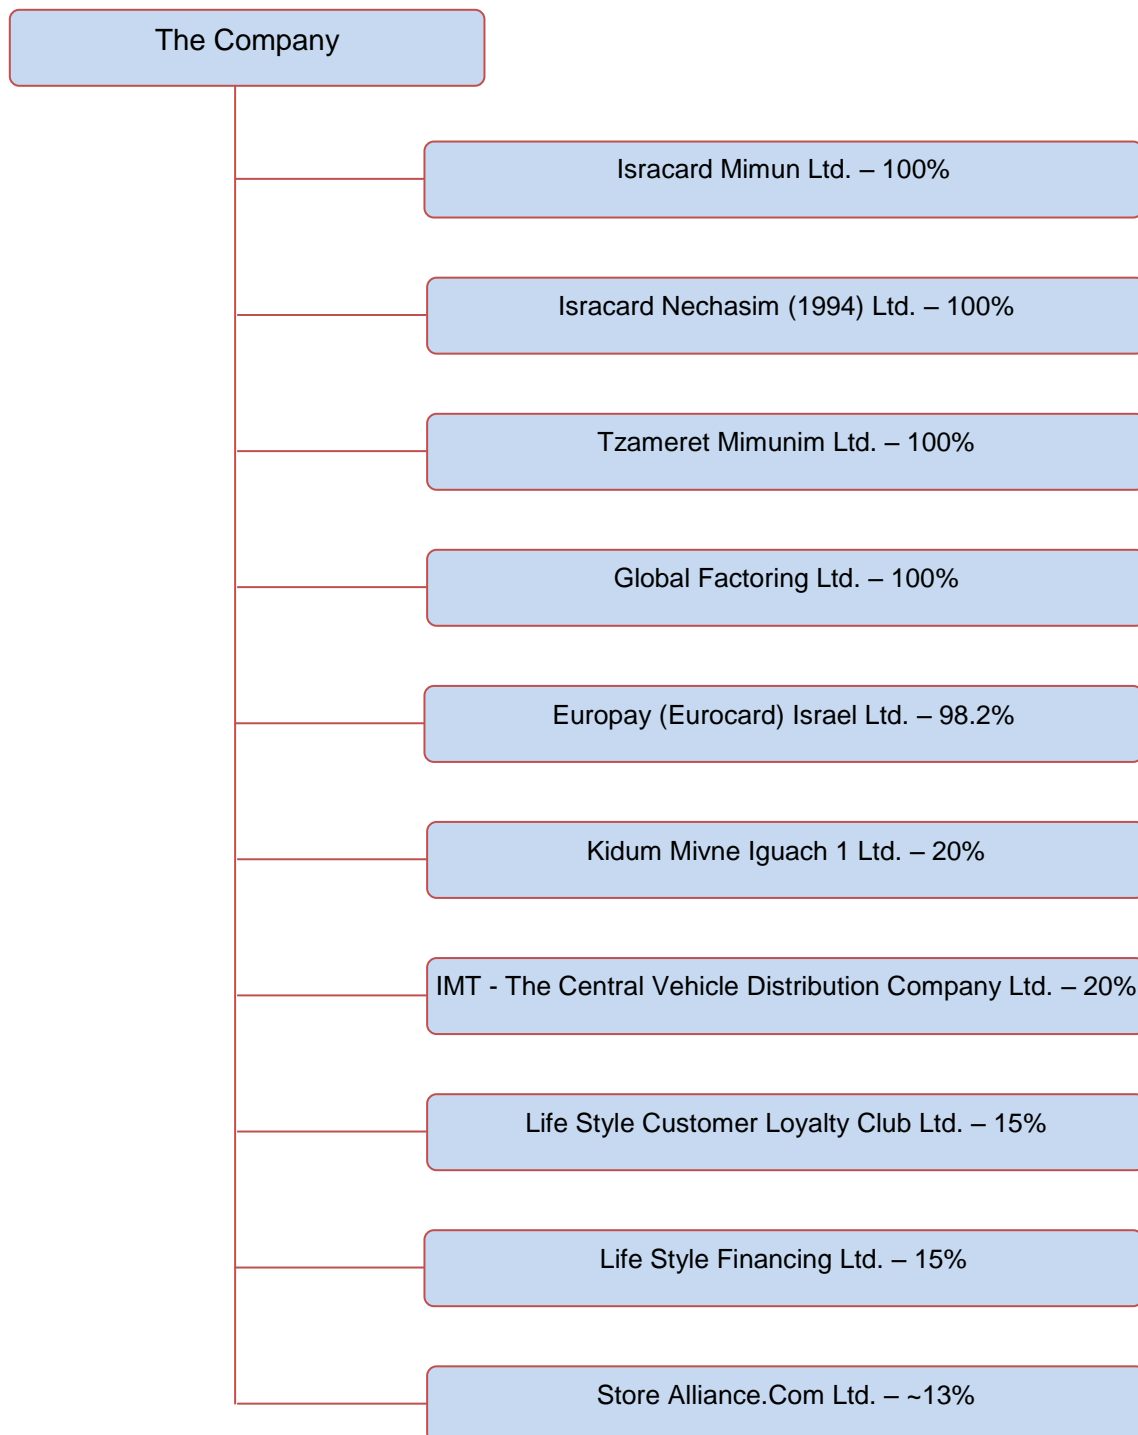 The Company
Isracard Mimun Ltd. – 100%
Isracard Nechasim (1994) Ltd. – 100%
Tzameret Mimunim Ltd. – 100%
Global Factoring Ltd. – 100%
Europay (Eurocard) Israel Ltd. – 98.2%
Kidum Mivne Iguach 1 Ltd. – 20%
IMT - The Central Vehicle Distribution Company Ltd. – 20%
Life Style Customer Loyalty Club Ltd. – 15%
Life Style Financing Ltd. – 15%
Store Alliance.Com Ltd. – ~13%